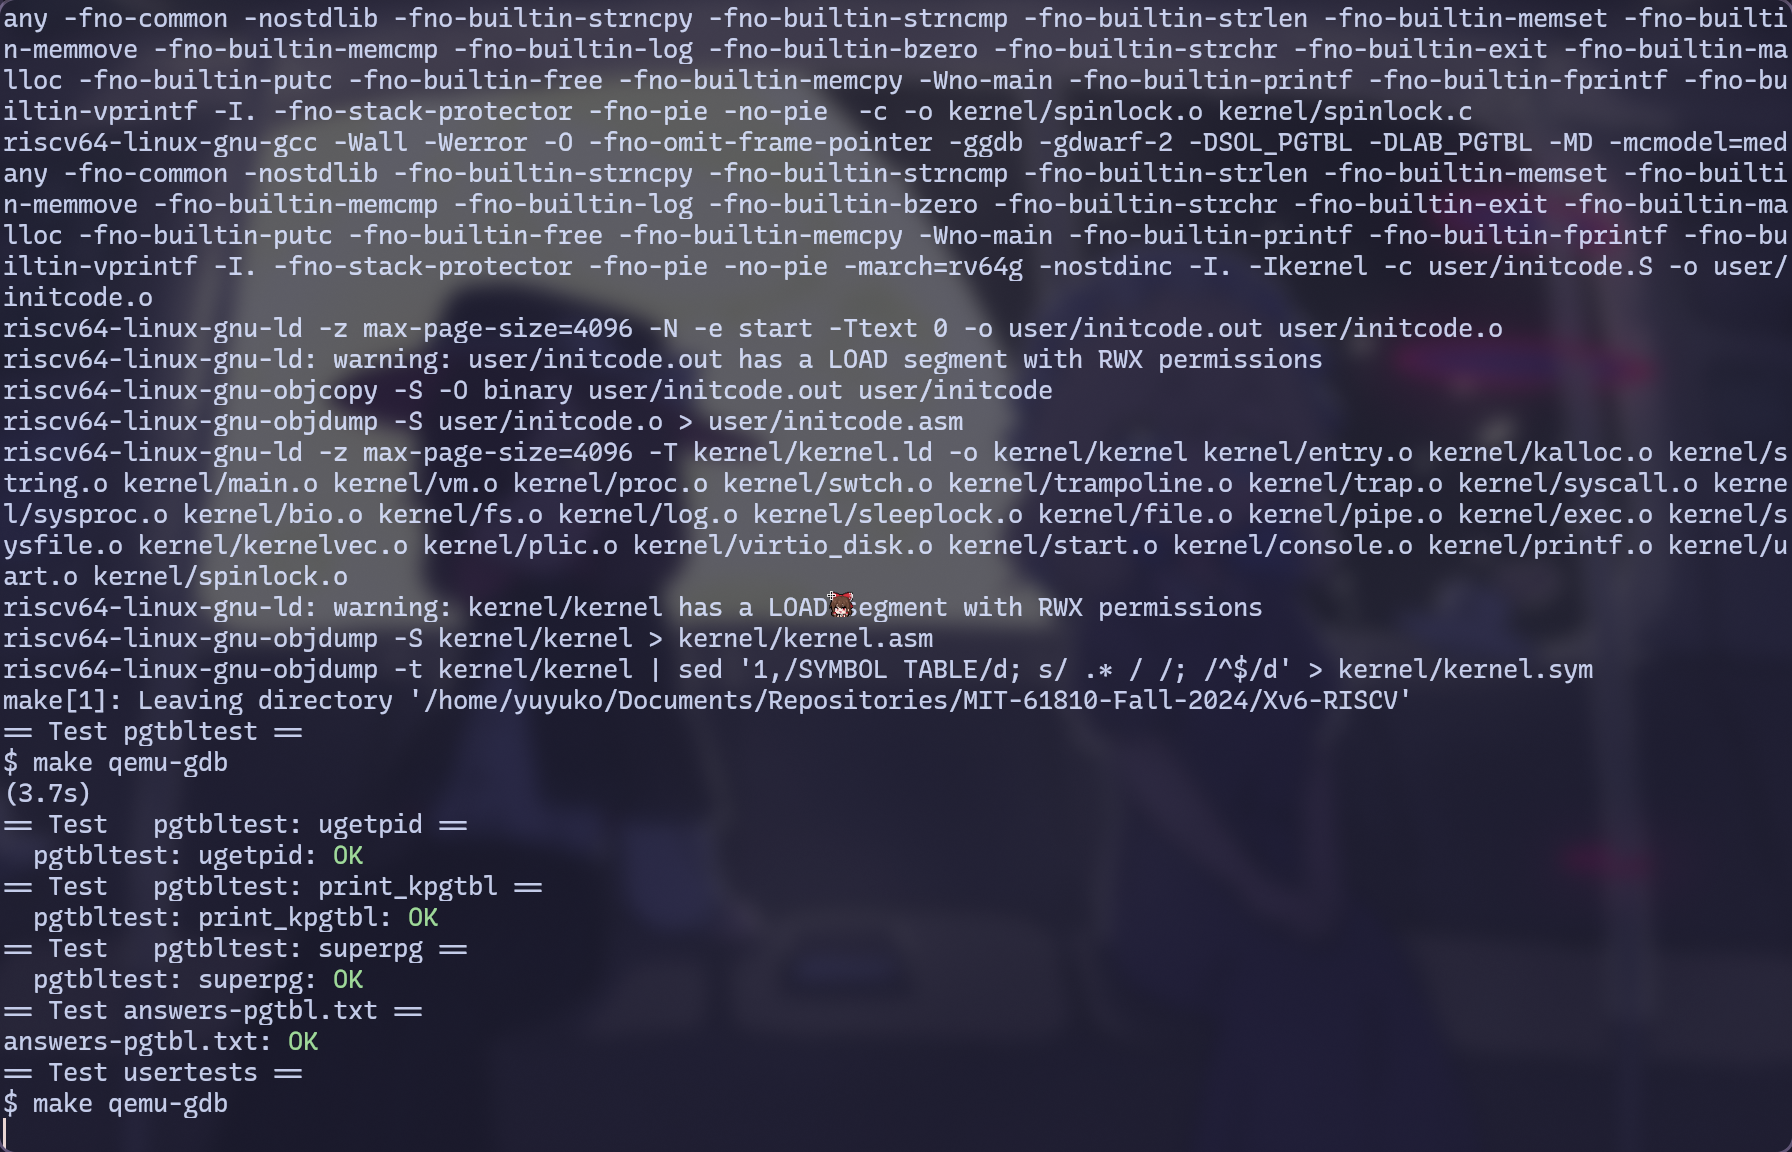 any -fno-common -nostdlib -fno-builtin-strncpy -fno-builtin-strncmp -fno-builtin-strlen -fno-builtin-memset -fno-builti
n-memmove -fno-builtin-memcmp -fno-builtin-log -fno-builtin-bzero -fno-builtin-strchr -fno-builtin-exit -fno-builtin-ma
lloc -fno-builtin-putc -fno-builtin-free -fno-builtin-memcpy -Wno-main -fno-builtin-printf -fno-builtin-fprintf -fno-bu
iltin-vprintf -I. -fno-stack-protector -fno-pie -no-pie  -c -o kernel/spinlock.o kernel/spinlock.c
riscv64-linux-gnu-gcc -Wall -Werror -O -fno-omit-frame-pointer -ggdb -gdwarf-2 -DSOL_PGTBL -DLAB_PGTBL -MD -mcmodel=med
any -fno-common -nostdlib -fno-builtin-strncpy -fno-builtin-strncmp -fno-builtin-strlen -fno-builtin-memset -fno-builti
n-memmove -fno-builtin-memcmp -fno-builtin-log -fno-builtin-bzero -fno-builtin-strchr -fno-builtin-exit -fno-builtin-ma
lloc -fno-builtin-putc -fno-builtin-free -fno-builtin-memcpy -Wno-main -fno-builtin-printf -fno-builtin-fprintf -fno-bu
iltin-vprintf -I. -fno-stack-protector -fno-pie -no-pie -march=rv64g -nostdinc -I. -Ikernel -c user/initcode.S -o user/
initcode.o
riscv64-linux-gnu-ld -z max-page-size=4096 -N -e start -Ttext 0 -o user/initcode.out user/initcode.o
riscv64-linux-gnu-ld: warning: user/initcode.out has a LOAD segment with RWX permissions
riscv64-linux-gnu-objcopy -S -O binary user/initcode.out user/initcode
riscv64-linux-gnu-objdump -S user/initcode.o > user/initcode.asm
riscv64-linux-gnu-ld -z max-page-size=4096 -T kernel/kernel.ld -o kernel/kernel kernel/entry.o kernel/kalloc.o kernel/s
tring.o kernel/main.o kernel/vm.o kernel/proc.o kernel/swtch.o kernel/trampoline.o kernel/trap.o kernel/syscall.o kerne
l/sysproc.o kernel/bio.o kernel/fs.o kernel/log.o kernel/sleeplock.o kernel/file.o kernel/pipe.o kernel/exec.o kernel/s
ysfile.o kernel/kernelvec.o kernel/plic.o kernel/virtio_disk.o kernel/start.o kernel/console.o kernel/printf.o kernel/u
art.o kernel/spinlock.o
riscv64-linux-gnu-ld: warning: kernel/kernel has a LOAD segment with RWX permissions
riscv64-linux-gnu-objdump -S kernel/kernel > kernel/kernel.asm
riscv64-linux-gnu-objdump -t kernel/kernel | sed '1,/SYMBOL TABLE/d; s/ .* / /; /^$/d' > kernel/kernel.sym
make[1]: Leaving directory '/home/yuyuko/Documents/Repositories/MIT-61810-Fall-2024/Xv6-RISCV'
== Test pgtbltest ==
$ make qemu-gdb
(3.7s)
== Test   pgtbltest: ugetpid ==
  pgtbltest: ugetpid: OK
== Test   pgtbltest: print_kpgtbl ==
  pgtbltest: print_kpgtbl: OK
== Test   pgtbltest: superpg ==
  pgtbltest: superpg: OK
== Test answers-pgtbl.txt ==
answers-pgtbl.txt: OK
== Test usertests ==
$ make qemu-gdb